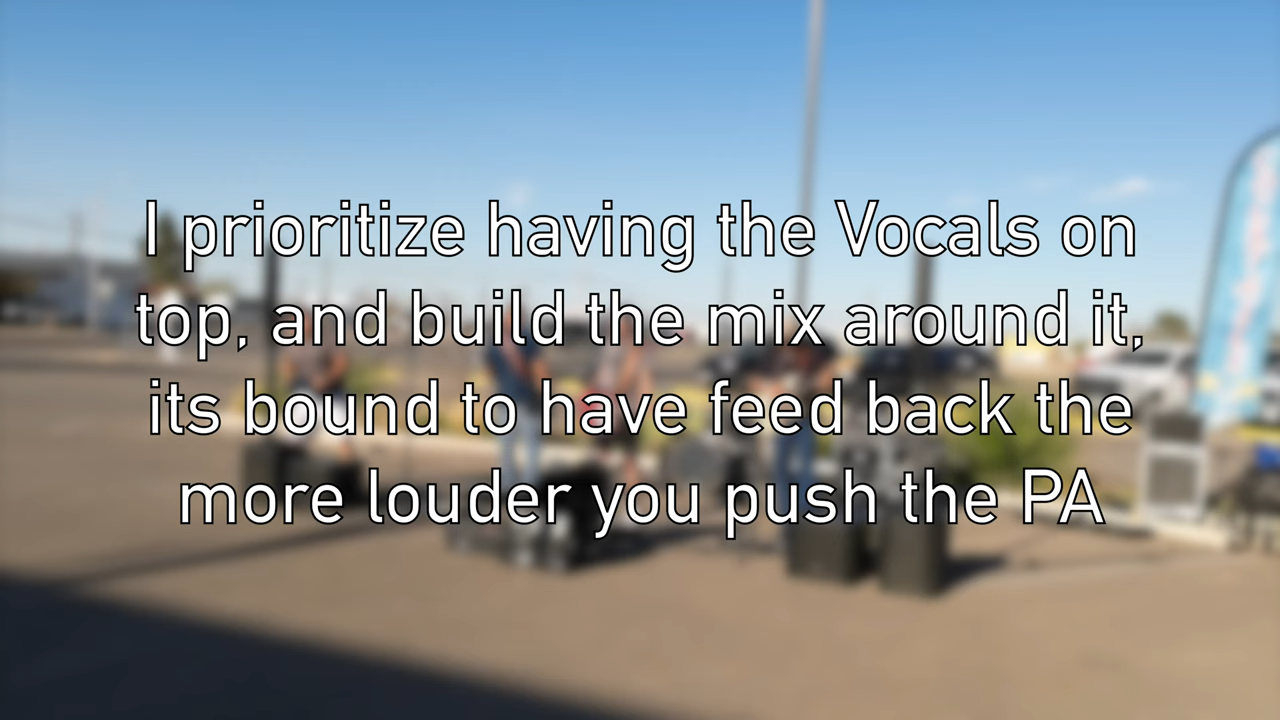 I prioritize having the Vocals on
top, and build the mix around it,
its bound to have feed back the
more louder you push the PA